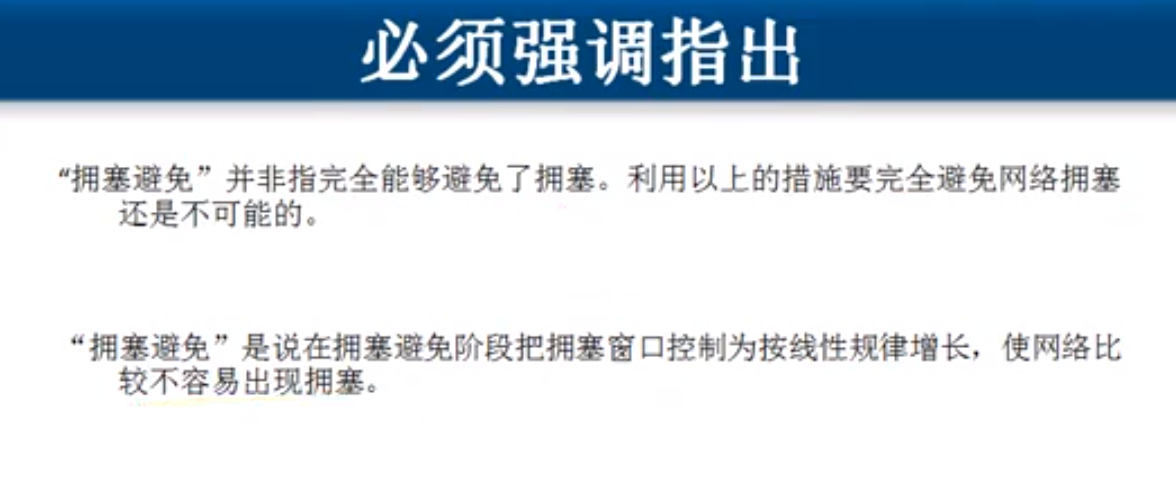 必须强调指出
“拥塞避免”并非指完全能够避免了拥塞。利用以上的措施要完全避免网络拥塞
还是不可能的。
“拥塞避免”是说在拥塞避免阶段把拥塞窗口控制为按线性规律增长，使网络比
较不容易出现拥塞。